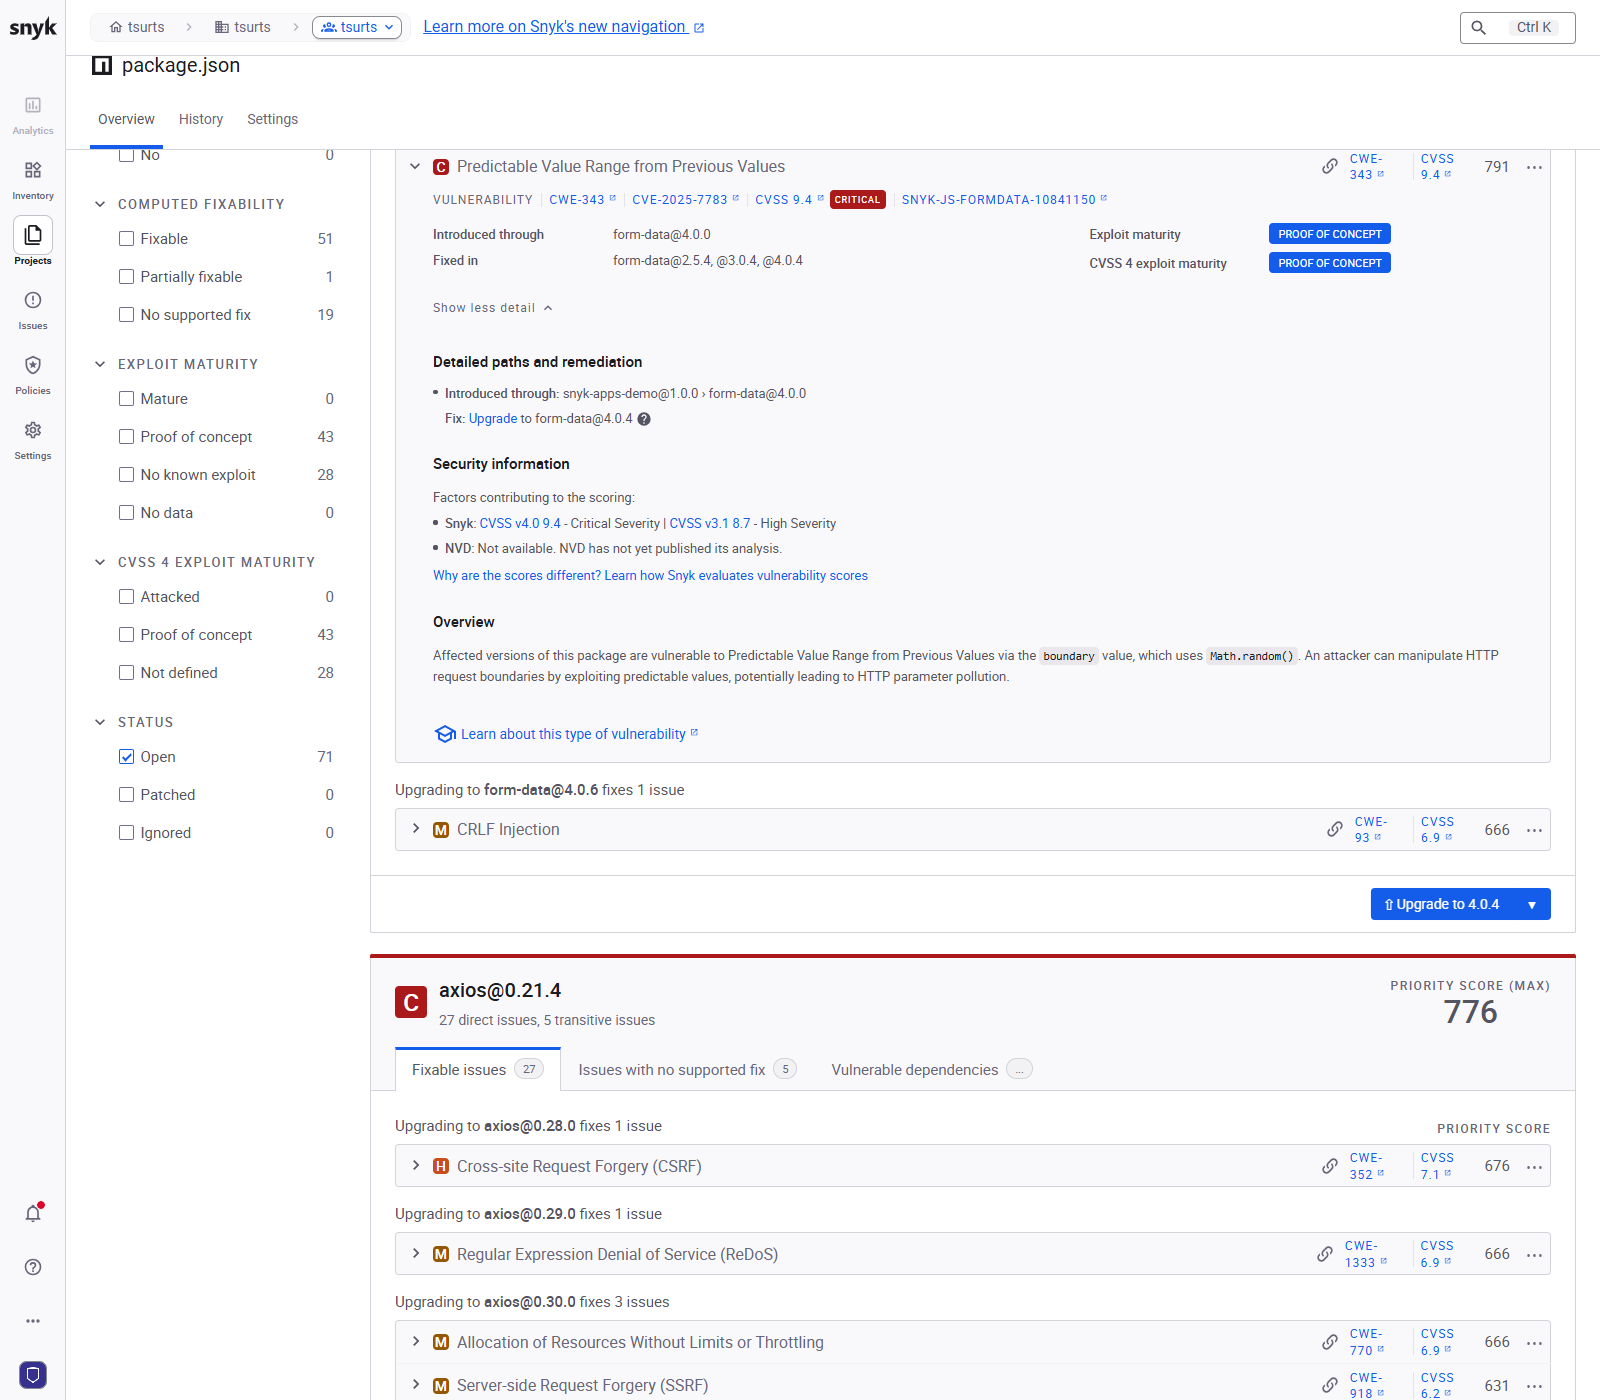 snyk
tsurts
tsurts
tsurts
Learn more on Snyk's new navigation
Ctrl K
package.json
Overview
History
Settings
Analytics
Inventory
Projects
Issues
Policies
Settings
No 0
COMPUTED FIXABILITY
Fixable 51
Partially fixable 1
No supported fix 19
EXPLOIT MATURITY
Mature 0
Proof of concept 43
No known exploit 28
No data 0
CVSS 4 EXPLOIT MATURITY
Attacked 0
Proof of concept 43
Not defined 28
STATUS
Open 71
Patched 0
Ignored 0
C Predictable Value Range from Previous Values
CWE-
343
CVSS
9.4
791
VULNERABILITY CWE-343 CVE-2025-7783 CVSS 9.4 CRITICAL SNYK-JS-FORMDATA-10841150
Introduced through form-data@4.0.0
Exploit maturity PROOF OF CONCEPT
Fixed in form-data@2.5.4, @3.0.4, @4.0.4
CVSS 4 exploit maturity PROOF OF CONCEPT
Show less detail
Detailed paths and remediation
Introduced through: snyk-apps-demo@1.0.0 › form-data@4.0.0
Fix: Upgrade to form-data@4.0.4 ?
Security information
Factors contributing to the scoring:
Snyk: CVSS v4.0 9.4 - Critical Severity | CVSS v3.1 8.7 - High Severity
NVD: Not available. NVD has not yet published its analysis.
Why are the scores different? Learn how Snyk evaluates vulnerability scores
Overview
Affected versions of this package are vulnerable to Predictable Value Range from Previous Values via the boundary value, which uses Math.random(). An attacker can manipulate HTTP
request boundaries by exploiting predictable values, potentially leading to HTTP parameter pollution.
Learn about this type of vulnerability
Upgrading to form-data@4.0.6 fixes 1 issue
M CRLF Injection
CWE-
93
CVSS
6.9
666
⇧ Upgrade to 4.0.4 ▼
C axios@0.21.4
27 direct issues, 5 transitive issues
PRIORITY SCORE (MAX)
776
Fixable issues 27
Issues with no supported fix 5
Vulnerable dependencies ...
Upgrading to axios@0.28.0 fixes 1 issue
PRIORITY SCORE
H Cross-site Request Forgery (CSRF)
CWE-
352
CVSS
7.1
676
Upgrading to axios@0.29.0 fixes 1 issue
M Regular Expression Denial of Service (ReDoS)
CWE-
1333
CVSS
6.9
666
Upgrading to axios@0.30.0 fixes 3 issues
M Allocation of Resources Without Limits or Throttling
CWE-
770
CVSS
6.9
666
M Server-side Request Forgery (SSRF)
CWE-
918
CVSS
6.2
631